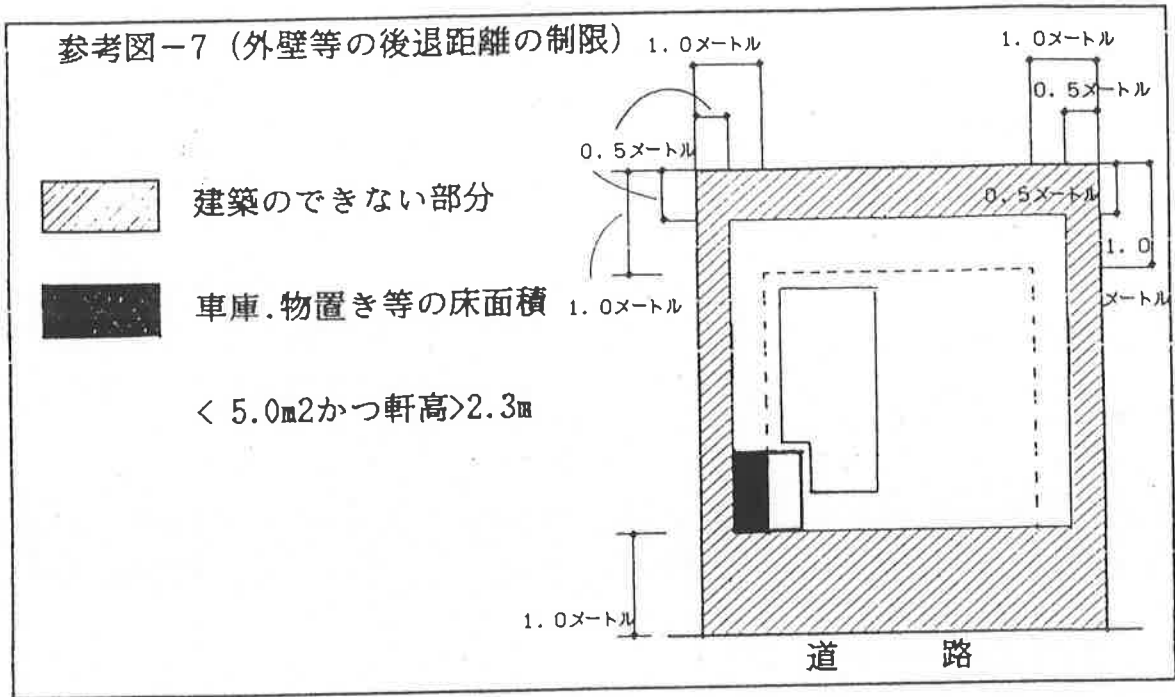 参考図-7 (外壁等の後退距離の制限)
1.0メートル
1.0メートル
0.5メートル
0.5メートル
建築のできない部分
0.5メートル
1.0
メートル
車庫.物置き等の床面積
1.0メートル
< 5.0m2かつ軒高>2.3m
1.0メートル
道 路